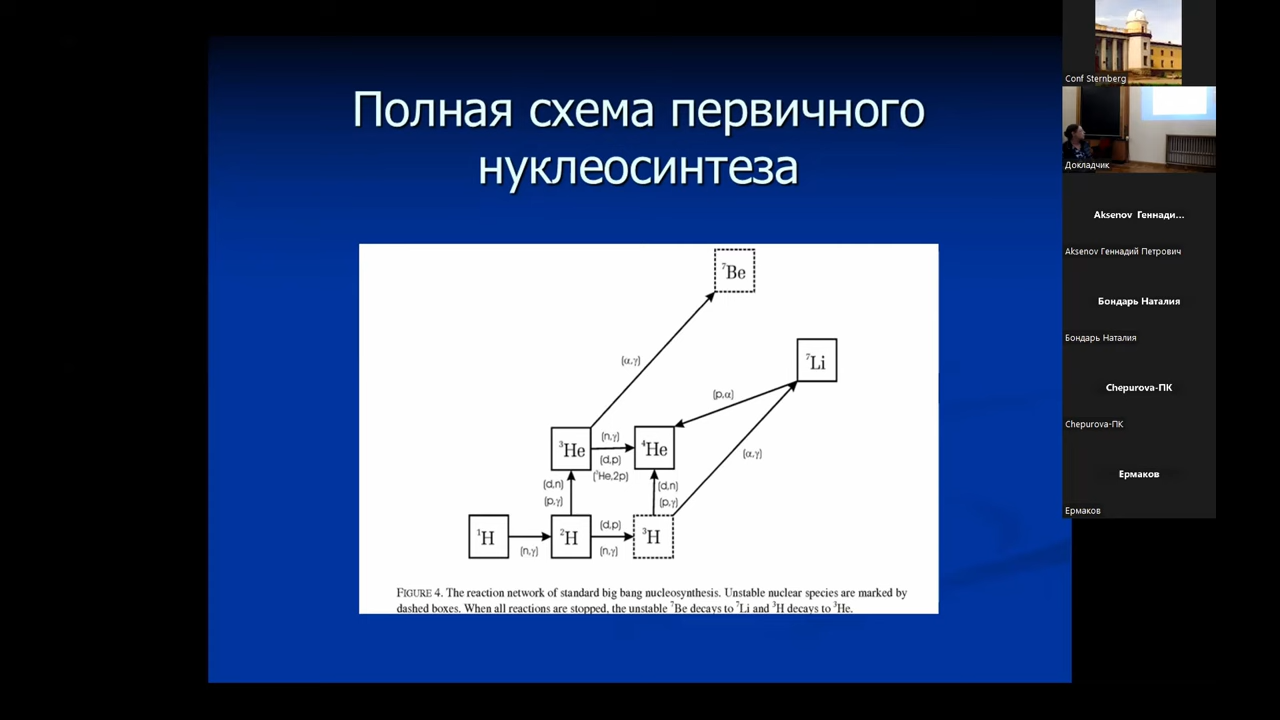 Полная схема первичного
нуклеосинтеза
⁷Be
(α,γ)
⁷Li
(p,α)
³He
(n,γ)
(d,p)
(³He,2p)
⁴He
(α,γ)
(d,n)
(p,γ)
(d,n)
(p,γ)
¹H
(n,γ)
²H
(d,p)
(n,γ)
³H
FIGURE 4. The reaction network of standard big bang nucleosynthesis. Unstable nuclear species are marked by
dashed boxes. When all reactions are stopped, the unstable ⁷Be decays to ⁷Li and ³H decays to ³He.
Conf Sternberg
Докладчик
Aksenov Геннади...
Aksenov Геннадий Петрович
Бондарь Наталия
Бондарь Наталия
Chepurova-ПК
Chepurova-ПК
Ермаков
Ермаков